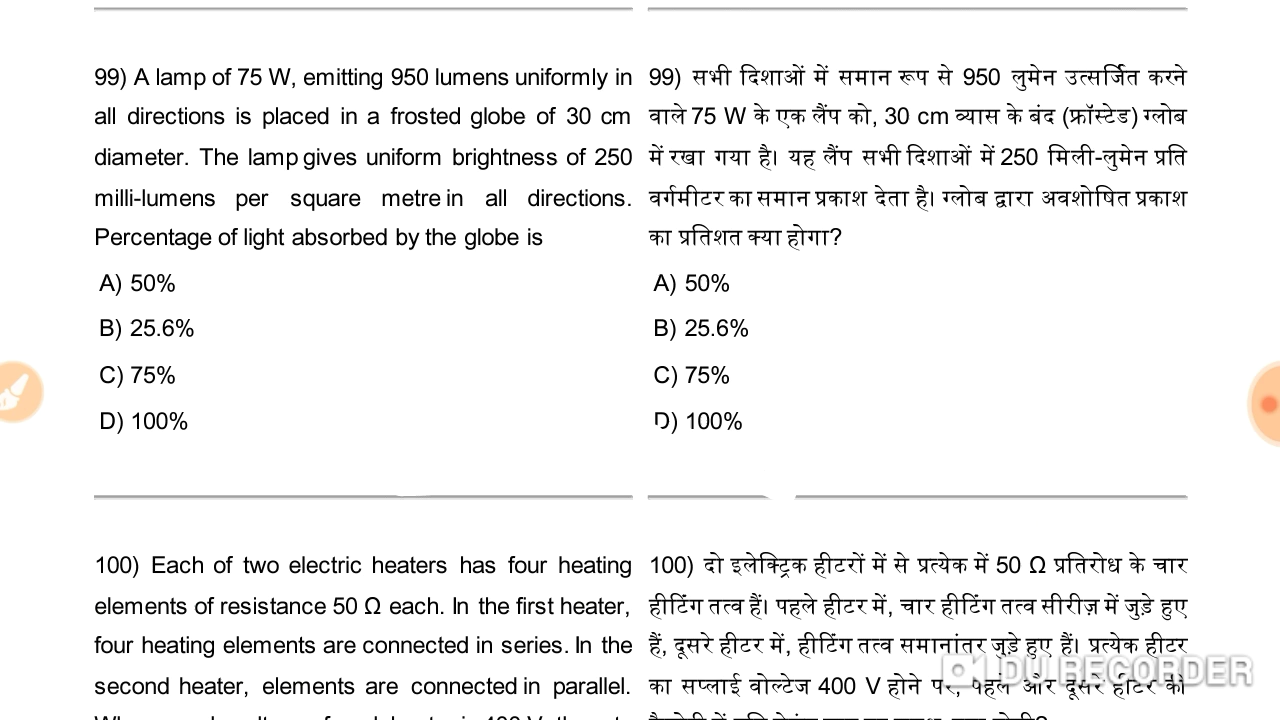 99) A lamp of 75 W, emitting 950 lumens uniformly in
all directions is placed in a frosted globe of 30 cm
diameter. The lamp gives uniform brightness of 250
milli-lumens per square metre in all directions.
Percentage of light absorbed by the globe is
A) 50%
B) 25.6%
C) 75%
D) 100%
99) सभी दिशाओं में समान रूप से 950 लुमेन उत्सर्जित करने
वाले 75 W के एक लैंप को, 30 cm व्यास के बंद (फ्रॉस्टेड) ग्लोब
में रखा गया है। यह लैंप सभी दिशाओं में 250 मिली-लुमेन प्रति
वर्गमीटर का समान प्रकाश देता है। ग्लोब द्वारा अवशोषित प्रकाश
का प्रतिशत क्या होगा?
A) 50%
B) 25.6%
C) 75%
D) 100%
100) Each of two electric heaters has four heating
elements of resistance 50 Ω each. In the first heater,
four heating elements are connected in series. In the
second heater, elements are connected in parallel.
100) दो इलेक्ट्रिक हीटरों में से प्रत्येक में 50 Ω प्रतिरोध के चार
हीटिंग तत्व हैं। पहले हीटर में, चार हीटिंग तत्व सीरीज़ में जुड़े हुए
हैं, दूसरे हीटर में, हीटिंग तत्व समानांतर जुड़े हुए हैं। प्रत्येक हीटर
का सप्लाई वोल्टेज 400 V होने पर, पहले और दूसरे हीटर की
DU RECORDER